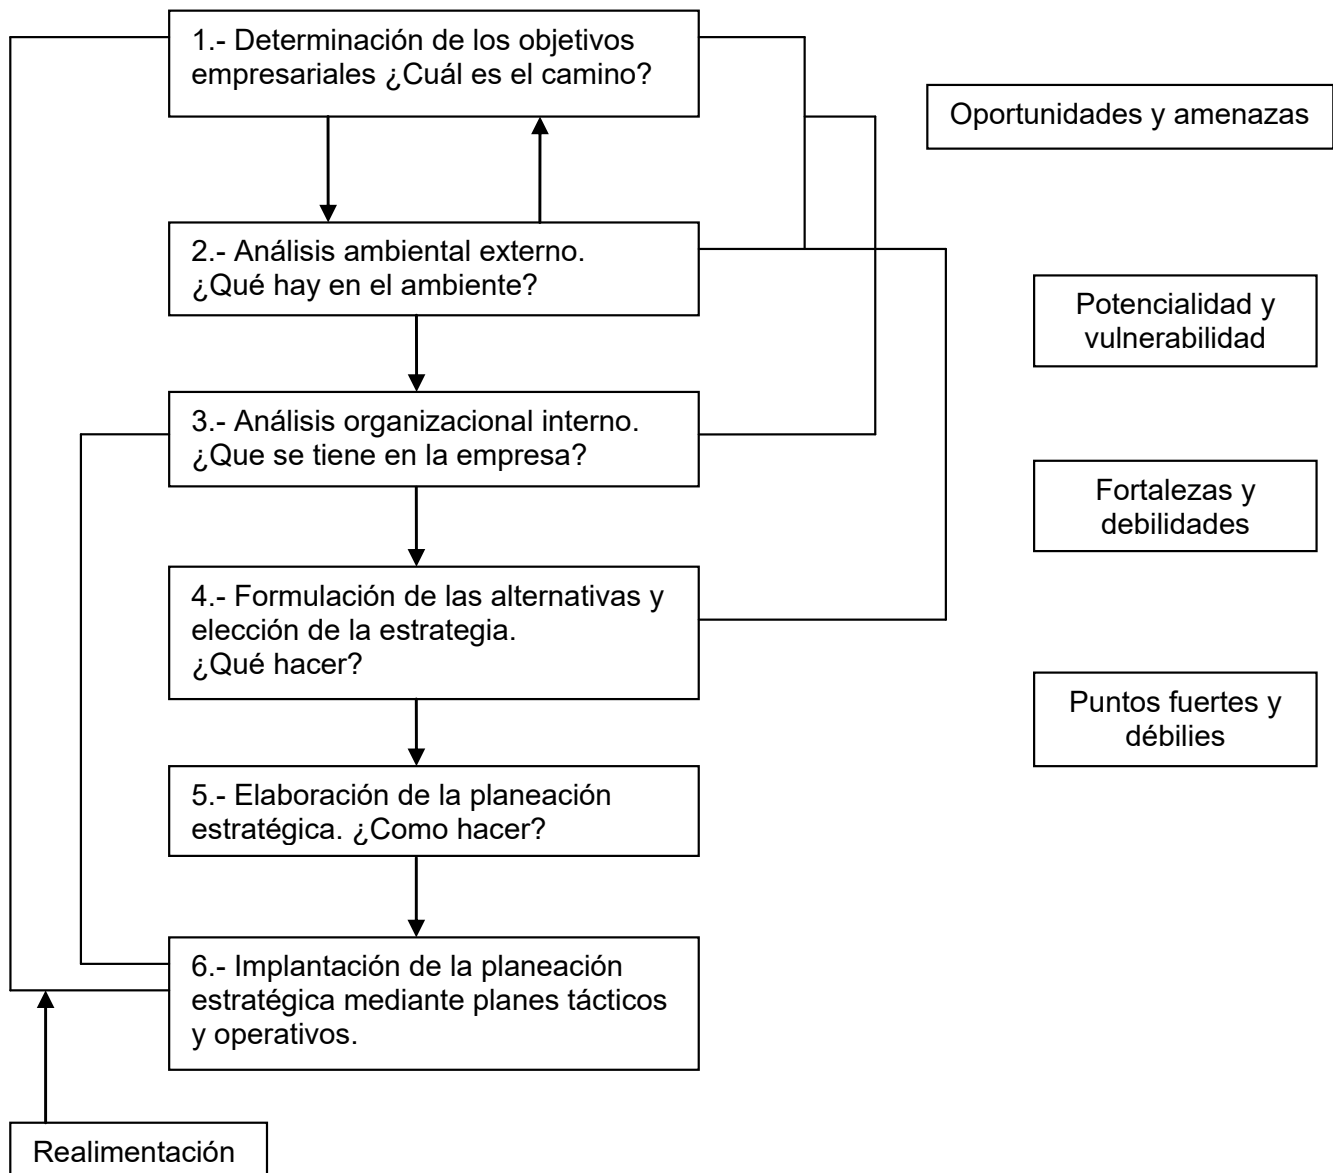 1.- Determinación de los objetivos
empresariales ¿Cuál es el camino?
Oportunidades y amenazas
2.- Análisis ambiental externo.
¿Qué hay en el ambiente?
Potencialidad y
vulnerabilidad
3.- Análisis organizacional interno.
¿Que se tiene en la empresa?
Fortalezas y
debilidades
4.- Formulación de las alternativas y
elección de la estrategia.
¿Qué hacer?
Puntos fuertes y
débilies
5.- Elaboración de la planeación
estratégica. ¿Como hacer?
6.- Implantación de la planeación
estratégica mediante planes tácticos
y operativos.
Realimentación